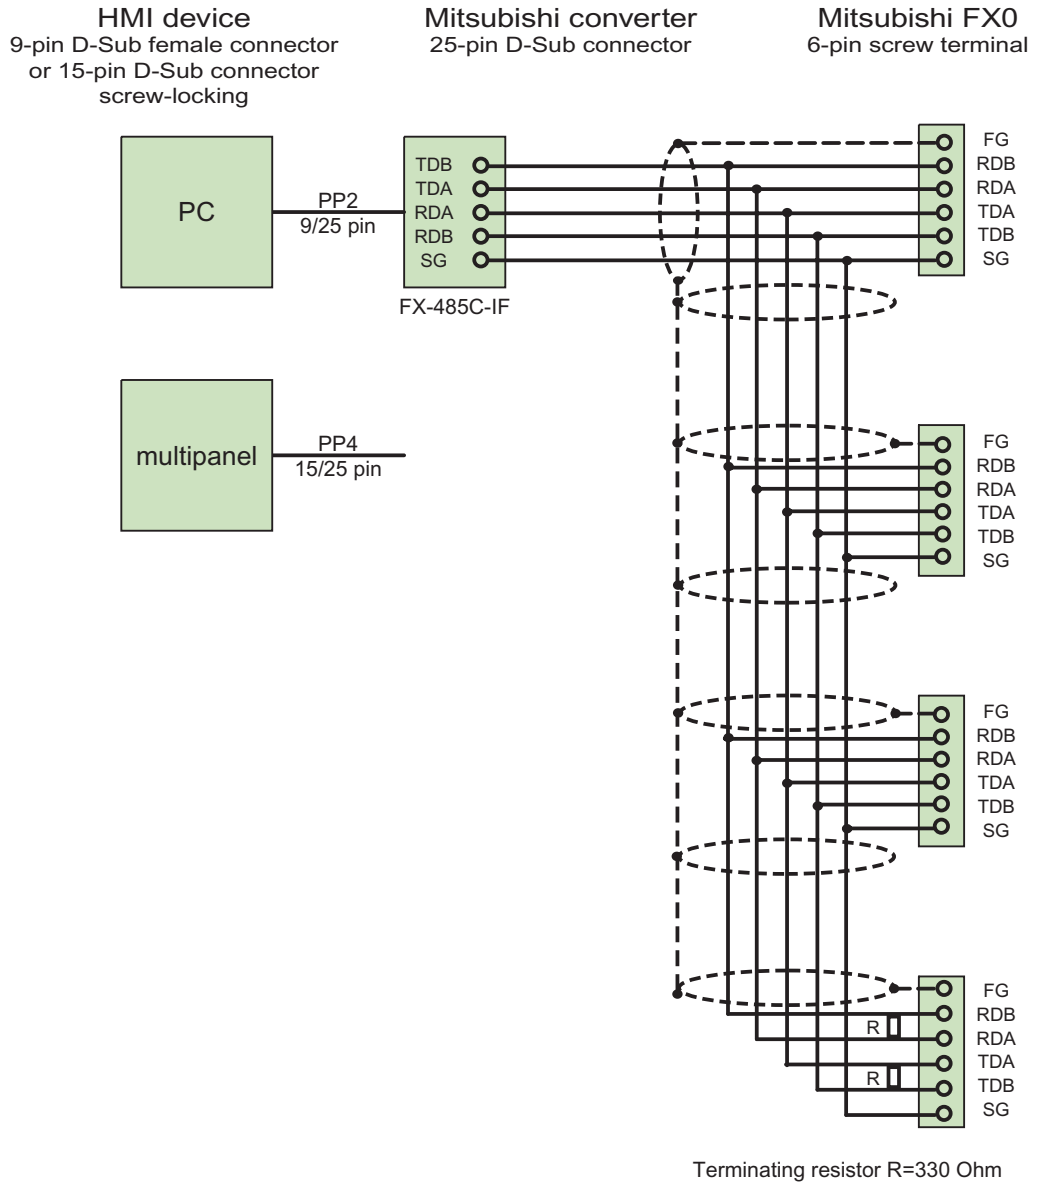 HMI device
9-pin D-Sub female connector
or 15-pin D-Sub connector
screw-locking
Mitsubishi converter
25-pin D-Sub connector
Mitsubishi FX0
6-pin screw terminal
PC
PP2
9/25 pin
TDB
TDA
RDA
RDB
SG
FX-485C-IF
FG
RDB
RDA
TDA
TDB
SG
multipanel
PP4
15/25 pin
FG
RDB
RDA
TDA
TDB
SG
FG
RDB
RDA
TDA
TDB
SG
FG
RDB
R
RDA
TDA
R
TDB
SG
Terminating resistor R=330 Ohm